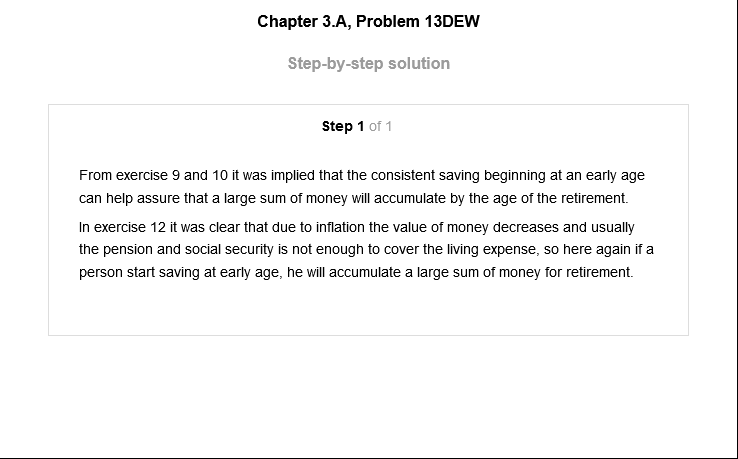 Chapter 3.A, Problem 13DEW
Step-by-step solution
Step 1 of 1
From exercise 9 and 10 it was implied that the consistent saving beginning at an early age
can help assure that a large sum of money will accumulate by the age of the retirement.
In exercise 12 it was clear that due to inflation the value of money decreases and usually
the pension and social security is not enough to cover the living expense, so here again if a
person start saving at early age, he will accumulate a large sum of money for retirement.